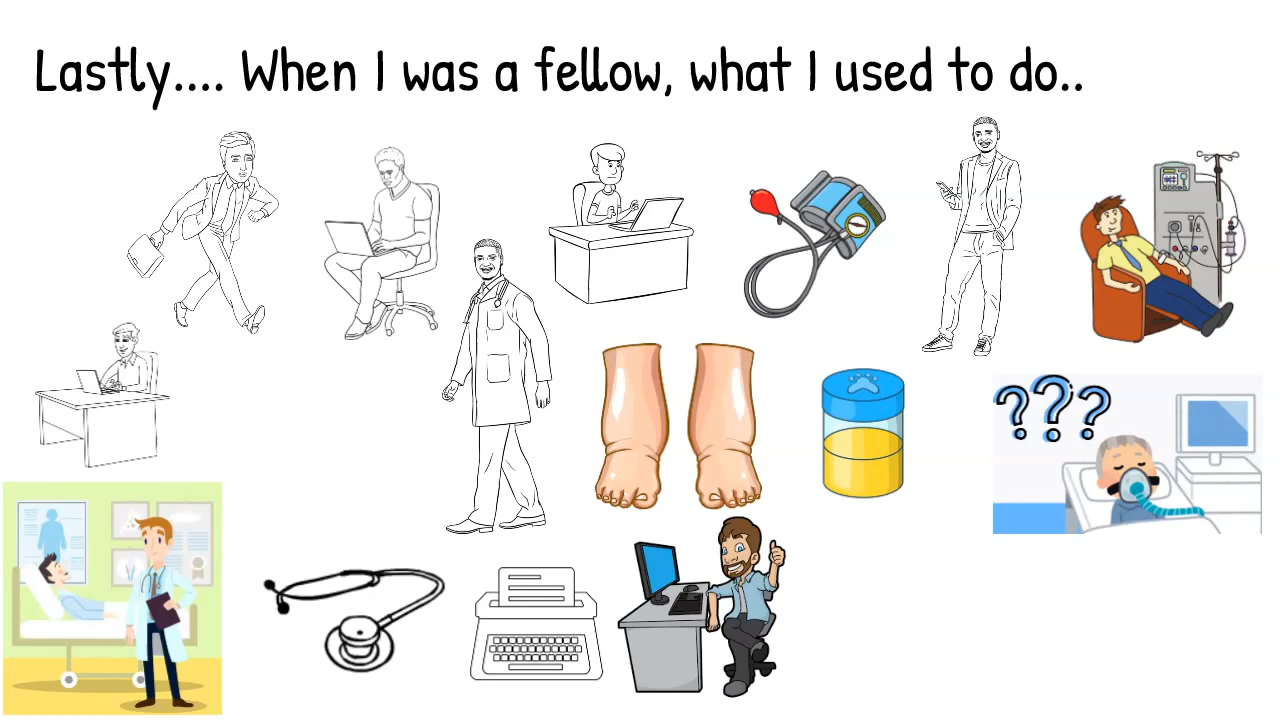 Lastly.... When I was a fellow, what I used to do..
???